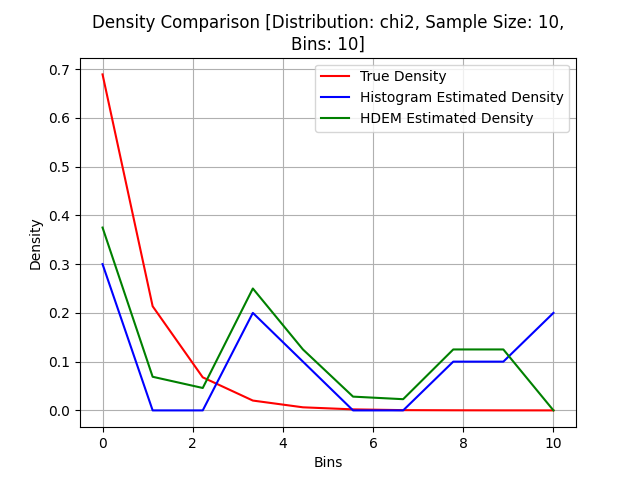 Density Comparison [Distribution: chi2, Sample Size: 10,
Bins: 10]
True Density
Histogram Estimated Density
HDEM Estimated Density
Density
0.7
0.6
0.5
0.4
0.3
0.2
0.1
0.0
0 2 4 6 8 10
Bins